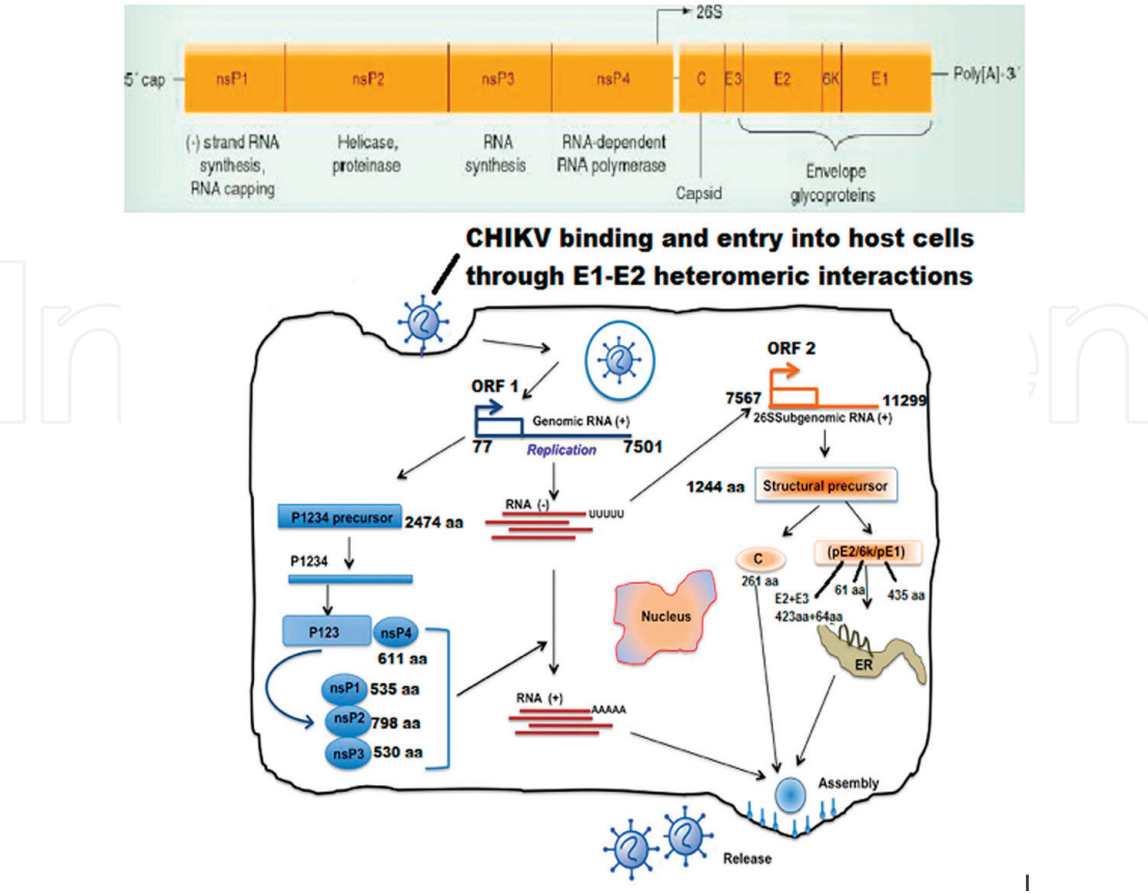 26S
5' cap
nsP1
nsP2
nsP3
nsP4
C
E3
E2
6K
E1
Poly[A]-3'
(-) strand RNA
synthesis,
RNA capping
Helicase,
proteinase
RNA
synthesis
RNA-dependent
RNA polymerase
Capsid
Envelope
glycoproteins
CHIKV binding and entry into host cells
through E1-E2 heteromeric interactions
ORF 1
Genomic RNA (+)
77
Replication
7501
ORF 2
7567
11299
26SSubgenomic RNA (+)
1244 aa
Structural precursor
P1234 precursor
2474 aa
P1234
P123
nsP4
611 aa
nsP1
535 aa
nsP2
798 aa
nsP3
530 aa
RNA (-)
UUUUU
RNA (+)
AAAAA
Nucleus
C
261 aa
(pE2/6k/pE1)
E2+E3
423aa+64aa
61 aa
435 aa
ER
Assembly
Release